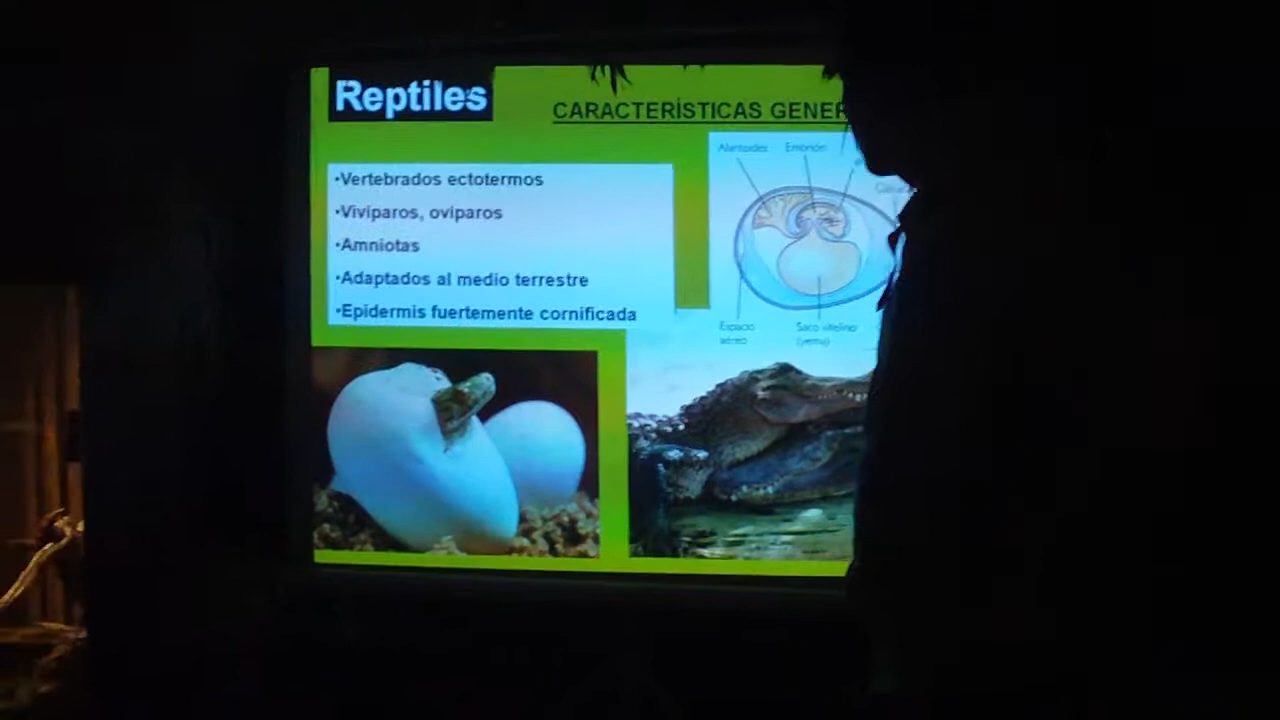 Reptiles
CARACTERÍSTICAS GENER
•Vertebrados ectotermos
•Vivíparos, ovíparos
•Amniotas
•Adaptados al medio terrestre
•Epidermis fuertemente cornificada
Alantoides Embrión
Espacio
aéreo
Saco vitelino
(yema)